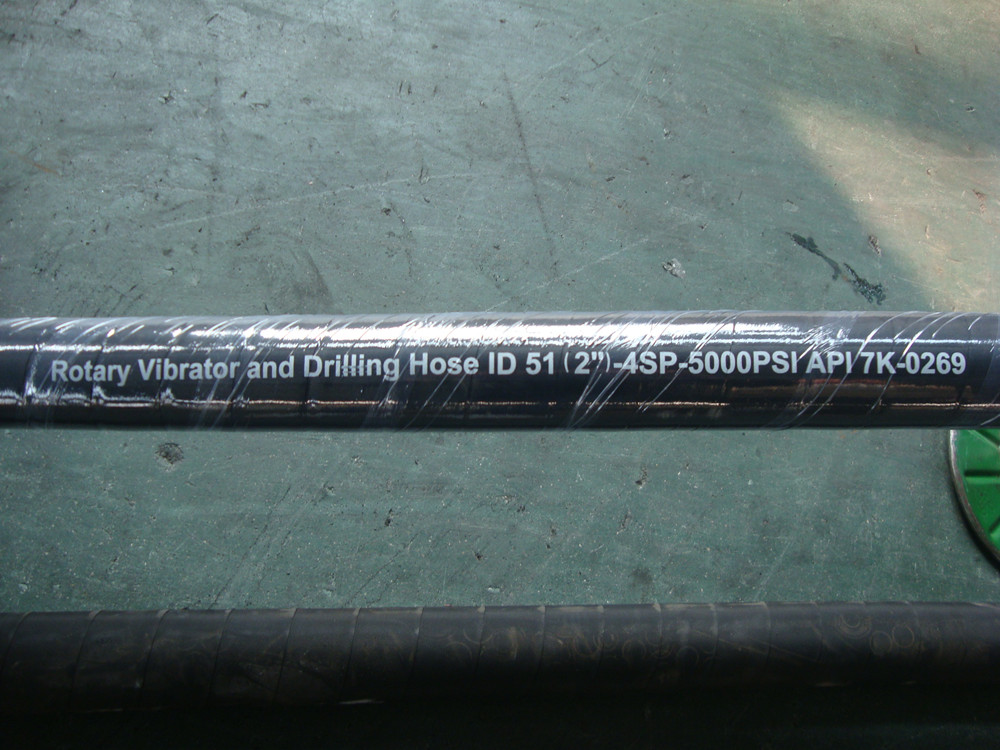 Rotary Vibrator and Drilling Hose ID 51 (2")-4SP-5000PSI API 7K-0269